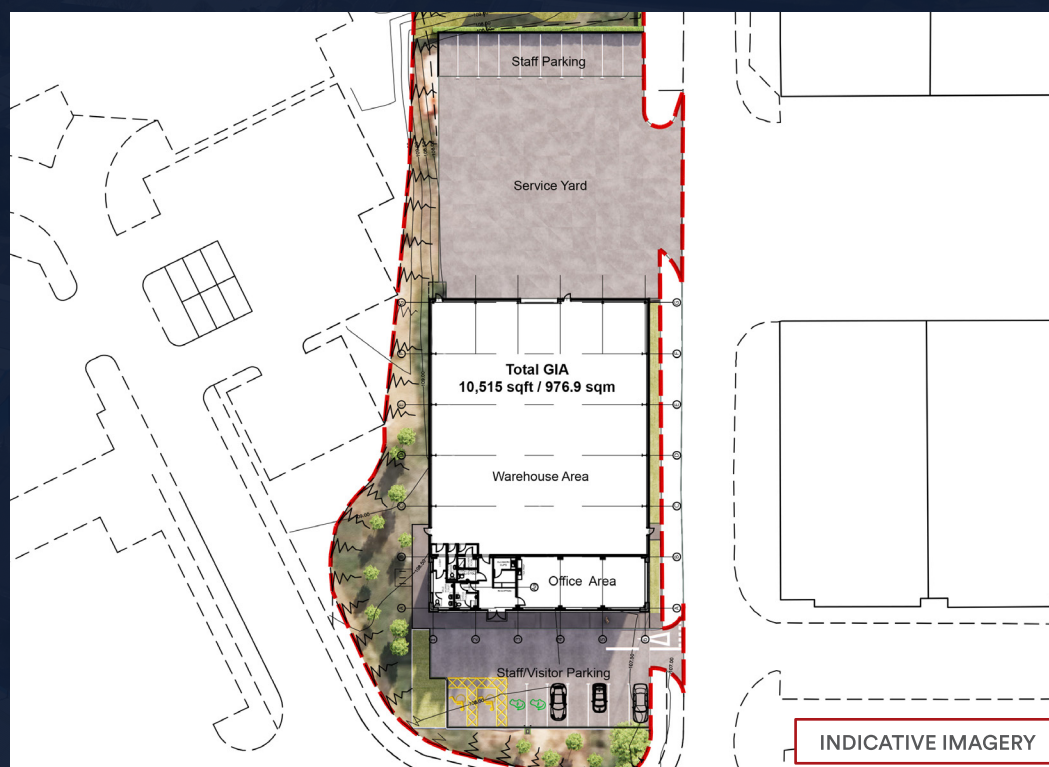 Staff Parking
Service Yard
Total GIA
10,515 sqft / 976.9 sqm
Warehouse Area
Office Area
Staff/Visitor Parking
INDICATIVE IMAGERY